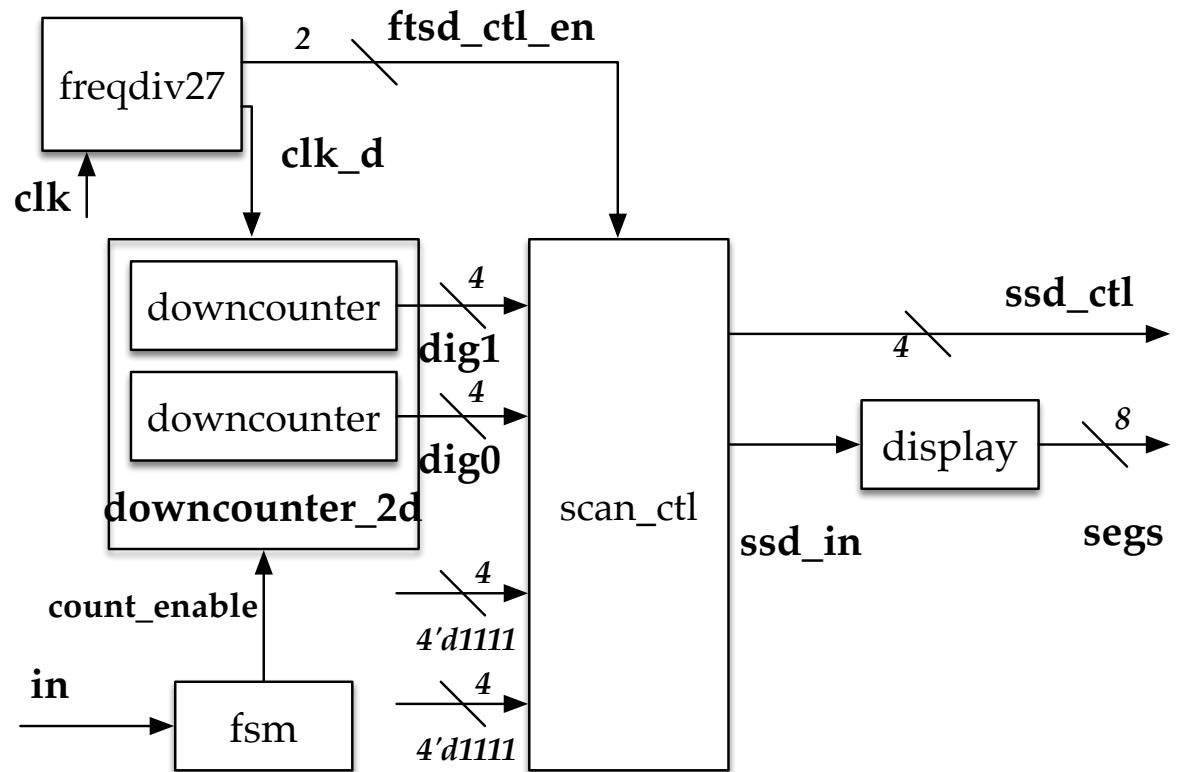 2
ftsd_ctl_en
freqdiv27
clk_d
clk
downcounter
4
dig1
downcounter
4
dig0
downcounter_2d
scan_ctl
ssd_ctl
4
display
8
ssd_in
segs
count_enable
4
4'd1111
in
fsm
4
4'd1111